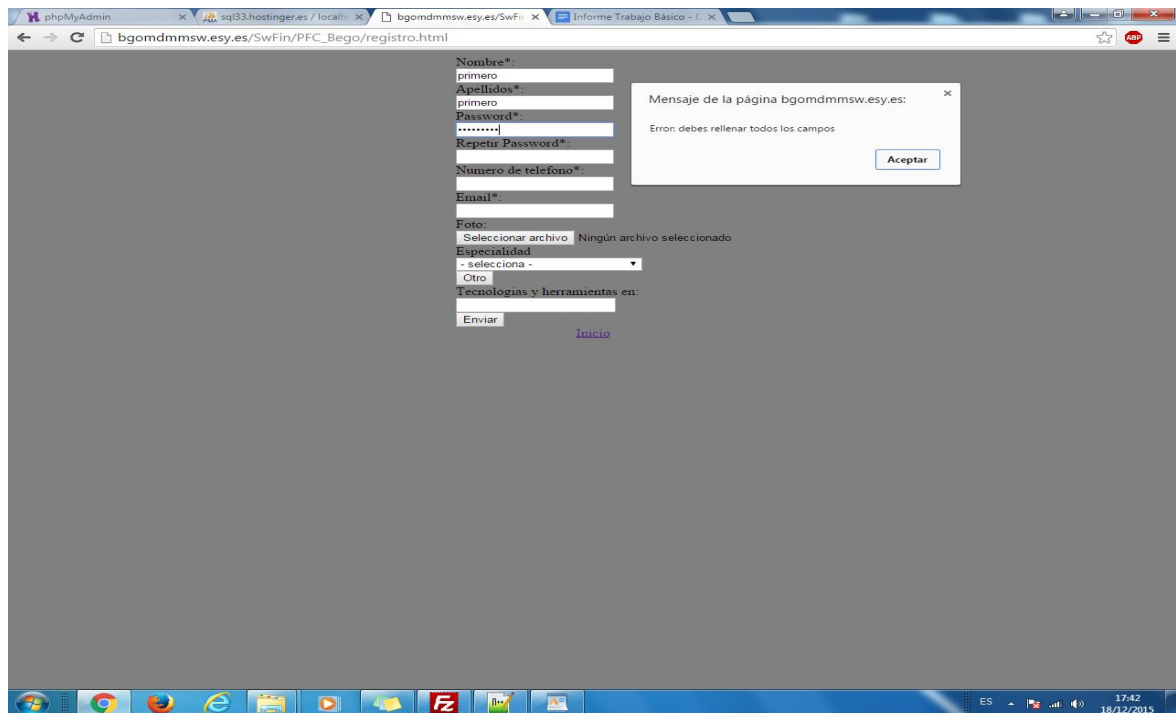 phpMyAdmin
sql33.hostinger.es / localh
bgomdmmsw.esy.es/SwFi
Informe Trabajo Básico - 
bgomdmmsw.esy.es/SwFin/PFC_Bego/registro.html
ABP
Nombre*:
primero
Apellidos*:
primero
Password*:
•••••••••
Repetir Password*:
Numero de telefono*:
Email*:
Foto:
Seleccionar archivo Ningún archivo seleccionado
Especialidad
- selecciona -
Otro
Tecnologias y herramientas en:
Enviar
Inicio
Mensaje de la página bgomdmmsw.esy.es:
Error: debes rellenar todos los campos
Aceptar
ES
17:42
18/12/2015